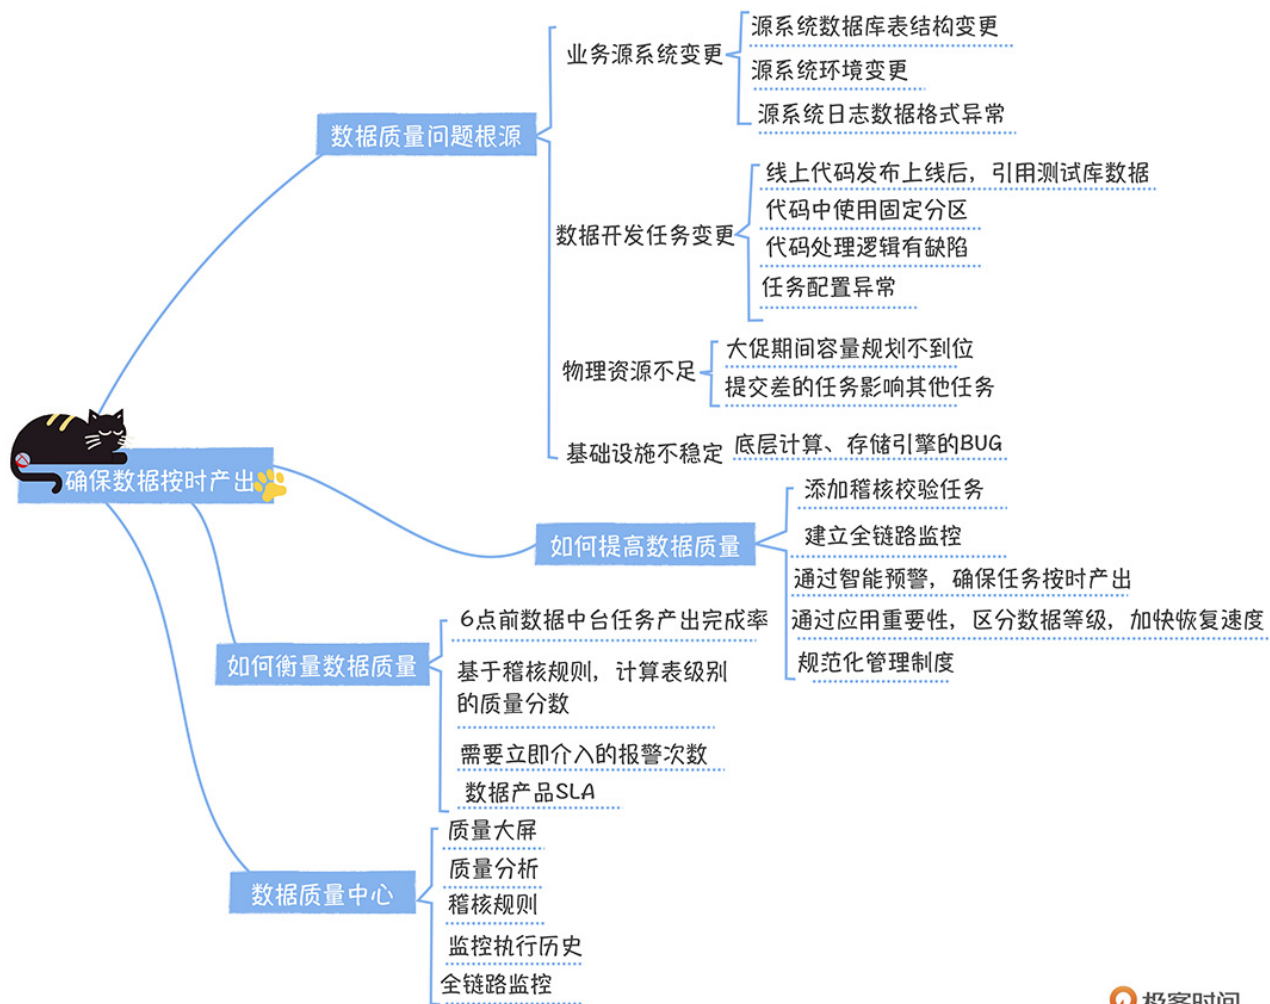 确保数据按时产出
数据质量问题根源
业务源系统变更
源系统数据库表结构变更
源系统环境变更
源系统日志数据格式异常
数据开发任务变更
线上代码发布上线后，引用测试库数据
代码中使用固定分区
代码处理逻辑有缺陷
任务配置异常
物理资源不足
大促期间容量规划不到位
提交差的任务影响其他任务
基础设施不稳定
底层计算、存储引擎的BUG
如何提高数据质量
添加稽核校验任务
建立全链路监控
通过智能预警，确保任务按时产出
通过应用重要性，区分数据等级，加快恢复速度
规范化管理制度
如何衡量数据质量
6点前数据中台任务产出完成率
基于稽核规则，计算表级别
的质量分数
需要立即介入的报警次数
数据产品SLA
数据质量中心
质量大屏
质量分析
稽核规则
监控执行历史
全链路监控
极客时间